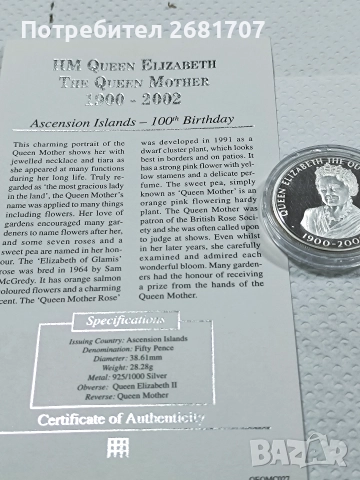 Потребител 2681707
HM Queen Elizabeth
The Queen Mother
1900 - 2002
Ascension Islands – 100th Birthday
This charming portrait of the
Queen Mother shows her with
jewelled necklace and tiara as
she appeared at many functions
during her long life. Truly re-
garded as 'the most gracious lady
in the land', the Queen Mother's
name was applied to many things
including flowers. Her love of
gardens encouraged many gar-
deners to name flowers after her,
and some seven roses and a
sweet pea are named in her hon-
our. The 'Elizabeth of Glamis'
rose was bred in 1964 by Sam
McGredy. It has orange salmon
coloured flowers and a charming
scent. The 'Queen Mother Rose'
was developed in 1991 as a
dwarf cluster plant, which looks
best in borders and on patios. It
has a strong pink flower with yel-
low stamens and a delicate per-
fume. The sweet pea, simply
known as 'Queen Mother' is an
orange pink flowering hardy
plant. The Queen Mother was
patron of the British Rose Society
and she was often called upon
to judge at shows. Even whilst
in her later years, she carefully
examined and admired each
wonderful bloom. Many garden-
ers had the honour of receiving
a prize from the hands of the
Queen Mother.
Specifications
Issuing Country: Ascension Islands
Denomination: Fifty Pence
Diameter: 38.61mm
Weight: 28.28g
Metal: 925/1000 Silver
Obverse: Queen Elizabeth II
Reverse: Queen Mother
Certificate of Authenticity
QUEEN ELIZABETH THE QU
1900-200
BAZAR